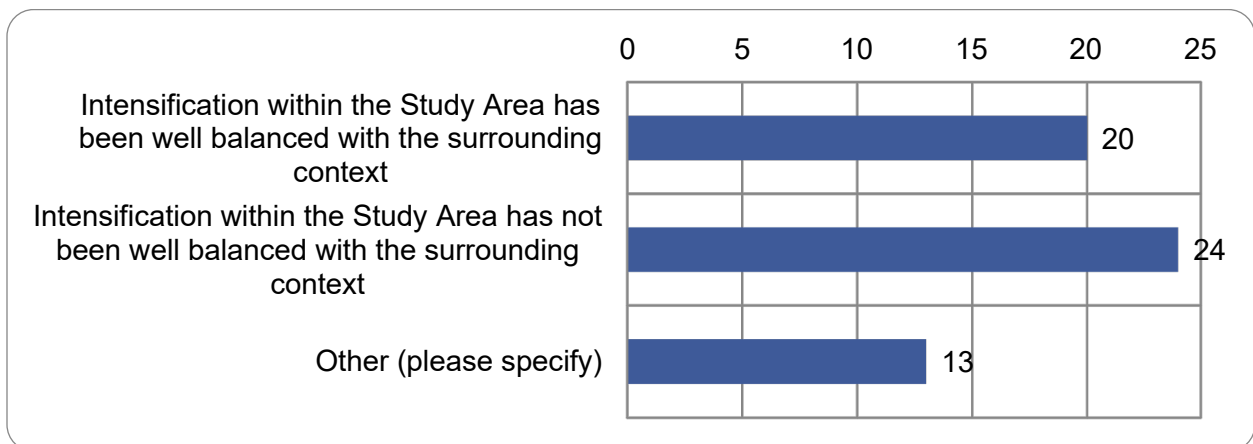 0 5 10 15 20 25
Intensification within the Study Area has
been well balanced with the surrounding
context
20
Intensification within the Study Area has not
been well balanced with the surrounding
context
24
Other (please specify)
13